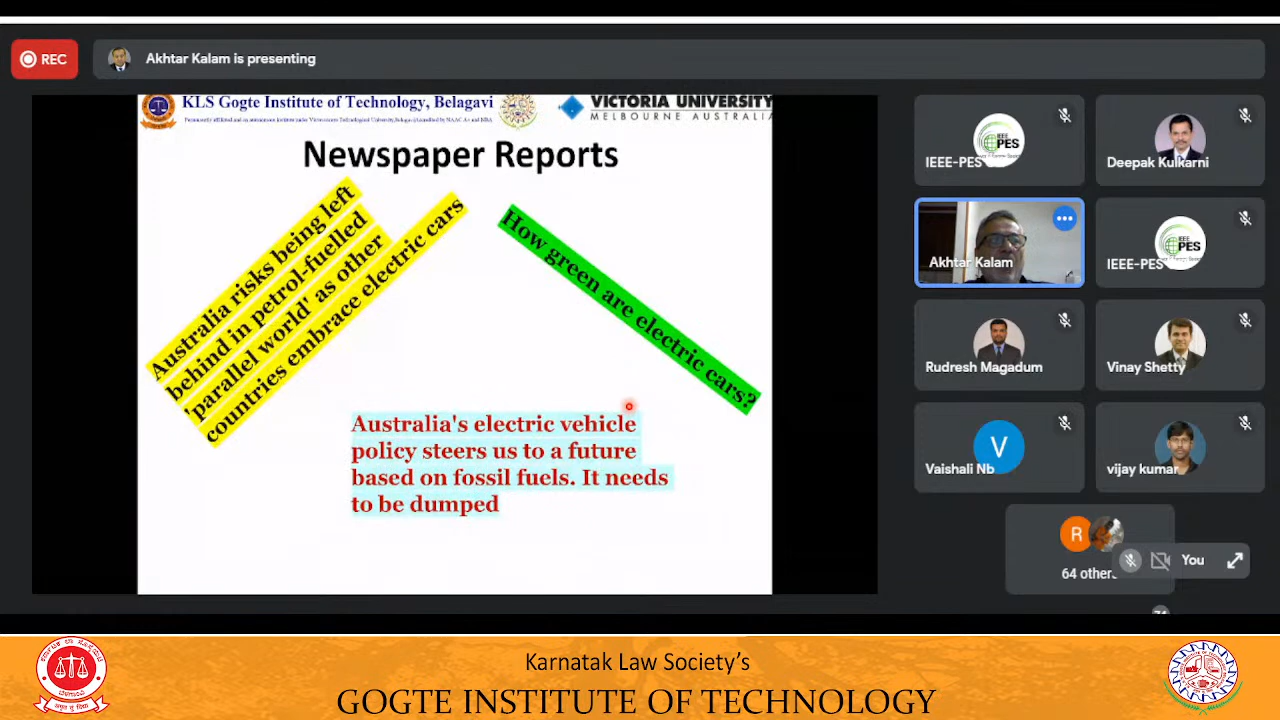 REC
Akhtar Kalam is presenting
KLS Gogte Institute of Technology, Belagavi
VICTORIA UNIVERSITY
MELBOURNE AUSTRALIA
Newspaper Reports
Australia risks being left
behind in petrol-fuelled
'parallel world' as other
countries embrace electric cars
How green are electric cars?
Australia's electric vehicle
policy steers us to a future
based on fossil fuels. It needs
to be dumped
IEEE PES
IEEE-PES
Deepak Kulkarni
Akhtar Kalam
IEEE PES
IEEE-PES
Rudresh Magadum
Vinay Shetty
V
Vaishali Nb
vijay kumar
R
64 others
You
Karnatak Law Society's
GOGTE INSTITUTE OF TECHNOLOGY